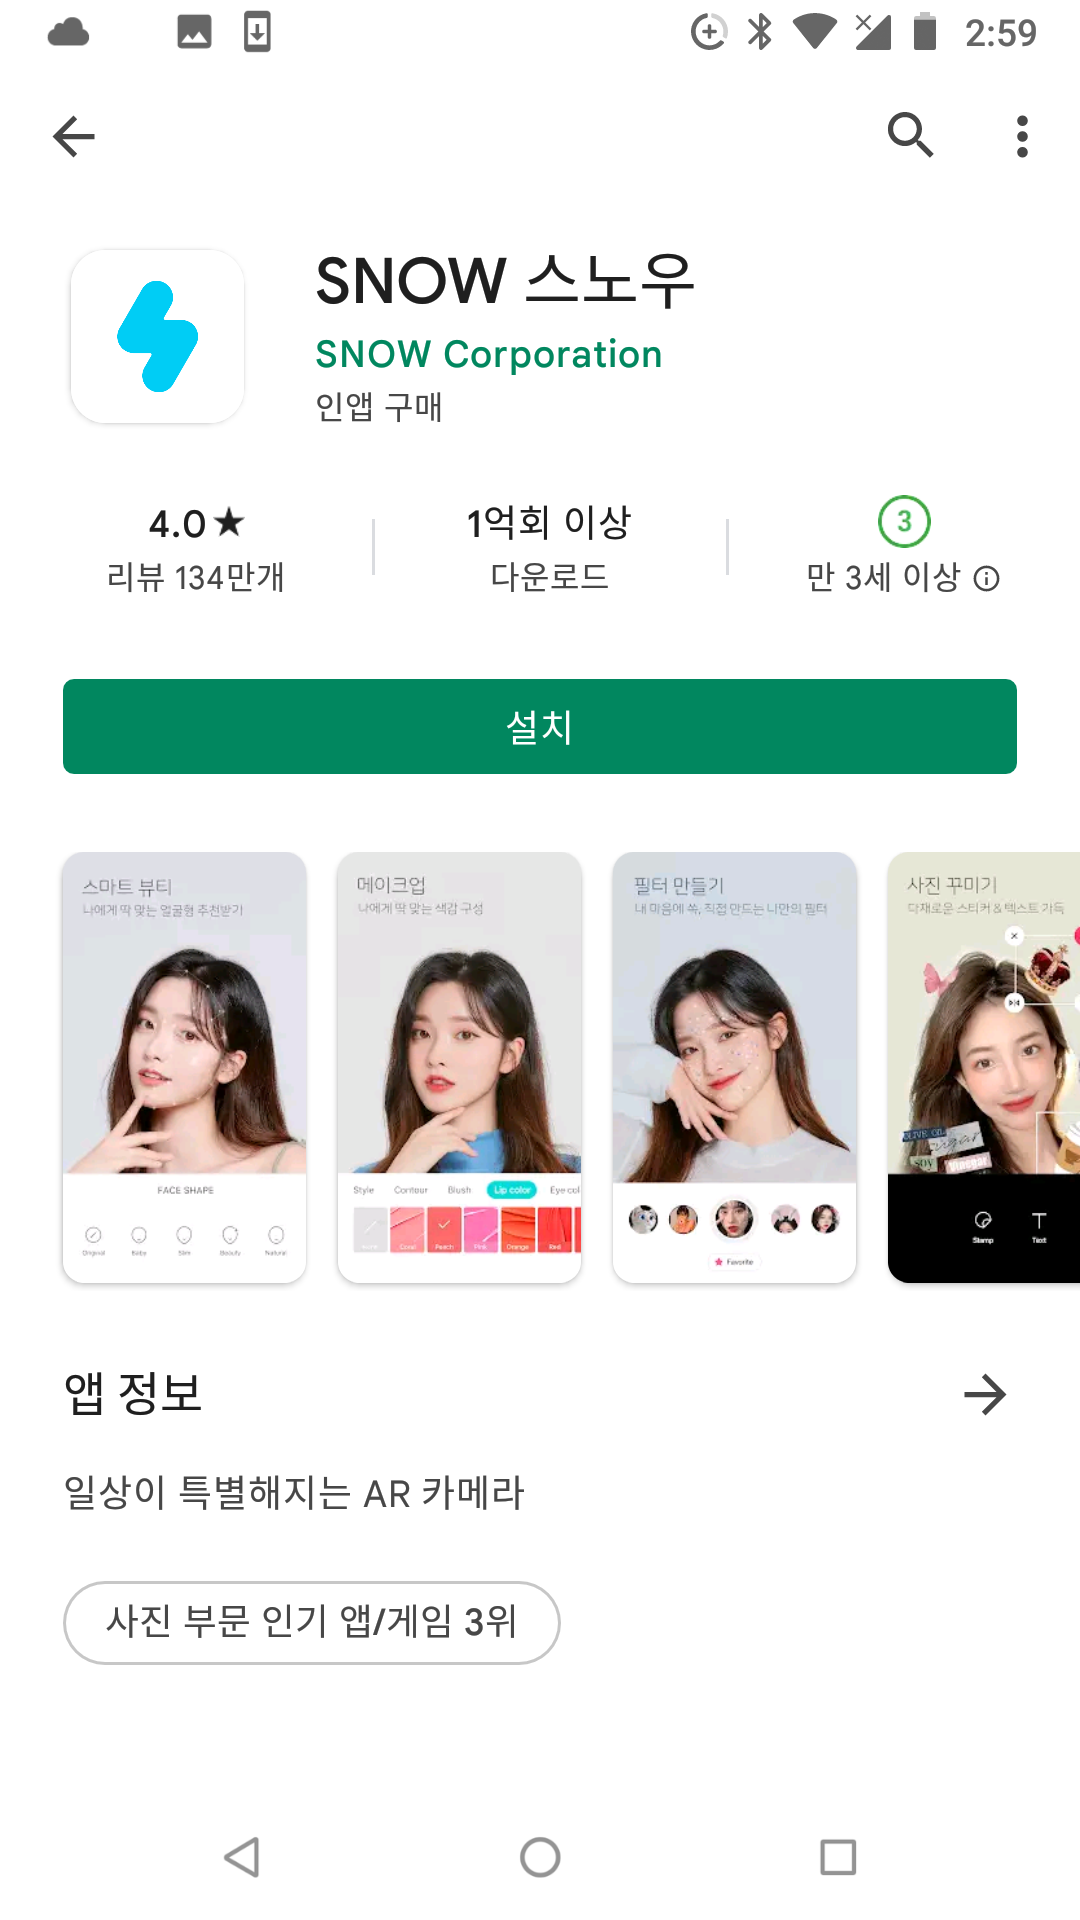 2:59
SNOW 스노우
SNOW Corporation
인앱 구매
4.0★
리뷰 134만개
1억회 이상
다운로드
3
만 3세 이상
설치
스마트 뷰티
나에게 딱 맞는 얼굴형 추천받기
FACE SHAPE
Original Baby Slim Beauty Natural
메이크업
나에게 딱 맞는 색감 구성
Style Contour Blush Lip color Eye col
Coral Peach Pink Orange Red
필터 만들기
내 마음에 쏙, 직접 만드는 나만의 필터
Favorite
사진 꾸미기
다채로운 스티커 & 텍스트 가득
OLIVE OIL
sugar
SOY
Vinegar
Stamp Text
앱 정보
일상이 특별해지는 AR 카메라
사진 부문 인기 앱/게임 3위